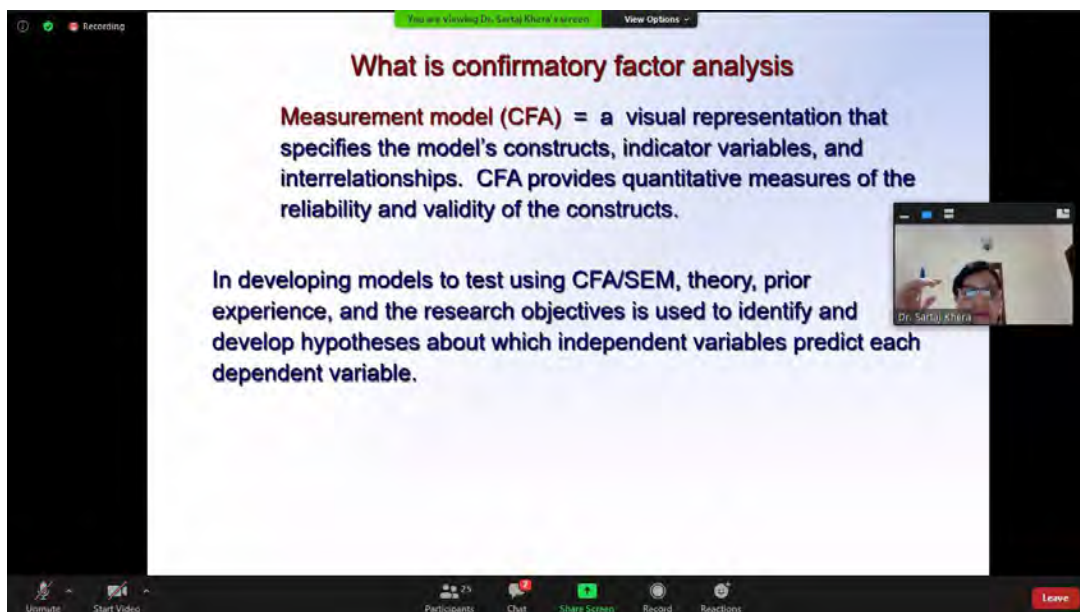 Recording
You are viewing Dr. Sartaj Khera's screen
View Options
What is confirmatory factor analysis
Measurement model (CFA) = a visual representation that
specifies the model's constructs, indicator variables, and
interrelationships. CFA provides quantitative measures of the
reliability and validity of the constructs.
In developing models to test using CFA/SEM, theory, prior
experience, and the research objectives is used to identify and
develop hypotheses about which independent variables predict each
dependent variable.
Dr. Sartaj Khera
Unmute
Start Video
25
Participants
7
Chat
Share Screen
Record
Reactions
Leave